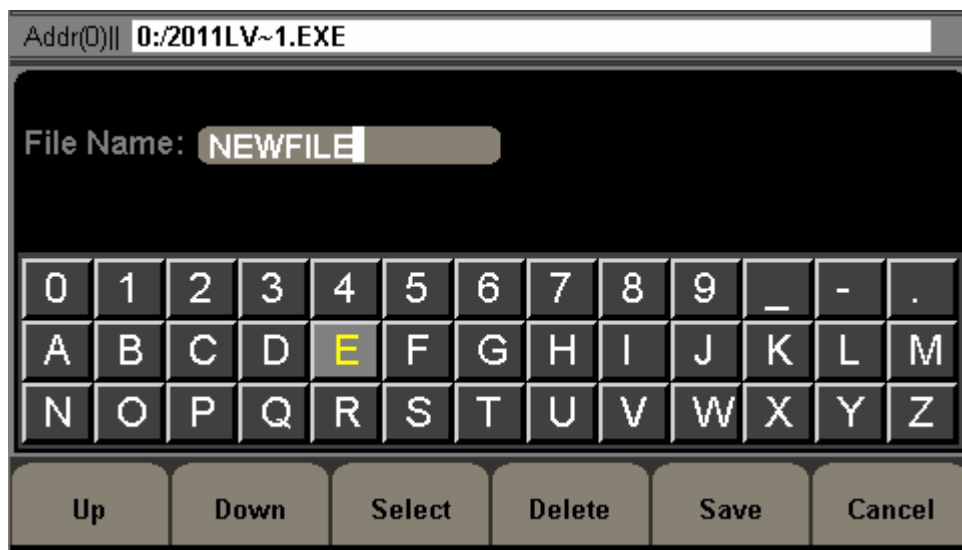 Addr(0)|| 0:/2011LV~1.EXE
File Name: NEWFILE
0 1 2 3 4 5 6 7 8 9 _ - .
A B C D E F G H I J K L M
N O P Q R S T U V W X Y Z
Up Down Select Delete Save Cancel